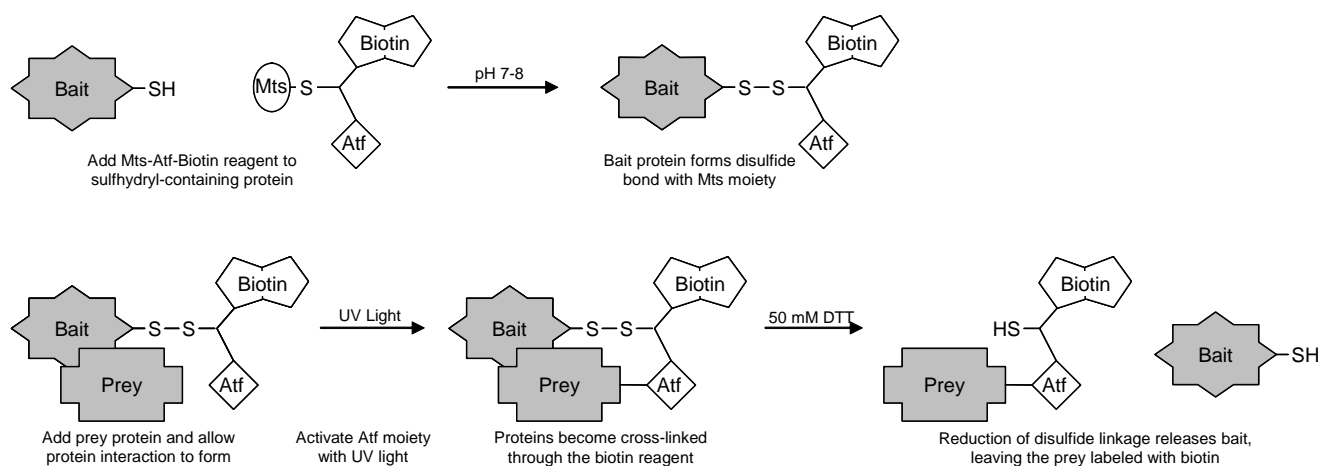 Biotin
Biotin
Bait
SH
Mts
S
pH 7-8
Bait
S
S
Atf
Atf
Add Mts-Atf-Biotin reagent to
sulfhydryl-containing protein
Bait protein forms disulfide
bond with Mts moiety
Biotin
Biotin
Biotin
Bait
S
S
UV Light
Bait
S
S
50 mM DTT
HS
Bait
SH
Prey
Atf
Prey
Atf
Prey
Atf
Add prey protein and allow
protein interaction to form
Activate Atf moiety
with UV light
Proteins become cross-linked
through the biotin reagent
Reduction of disulfide linkage releases bait,
leaving the prey labeled with biotin